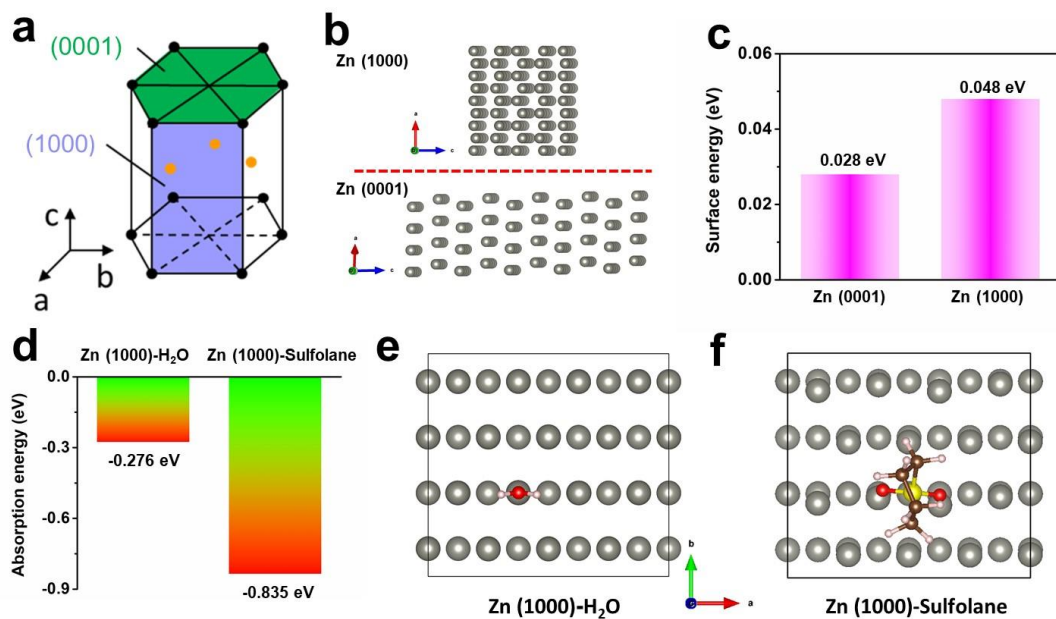 a
(0001)
(1000)
c
b
a
b
Zn (1000)
a
c
Zn (0001)
a
c
c
Surface energy (eV)
0.06
0.04
0.02
0.00
0.028 eV
0.048 eV
Zn (0001)
Zn (1000)
d
Zn (1000)-H₂O
Zn (1000)-Sulfolane
Absorption energy (eV)
0.0
-0.3
-0.6
-0.9
-0.276 eV
-0.835 eV
e
Zn (1000)-H₂O
b
a
f
Zn (1000)-Sulfolane